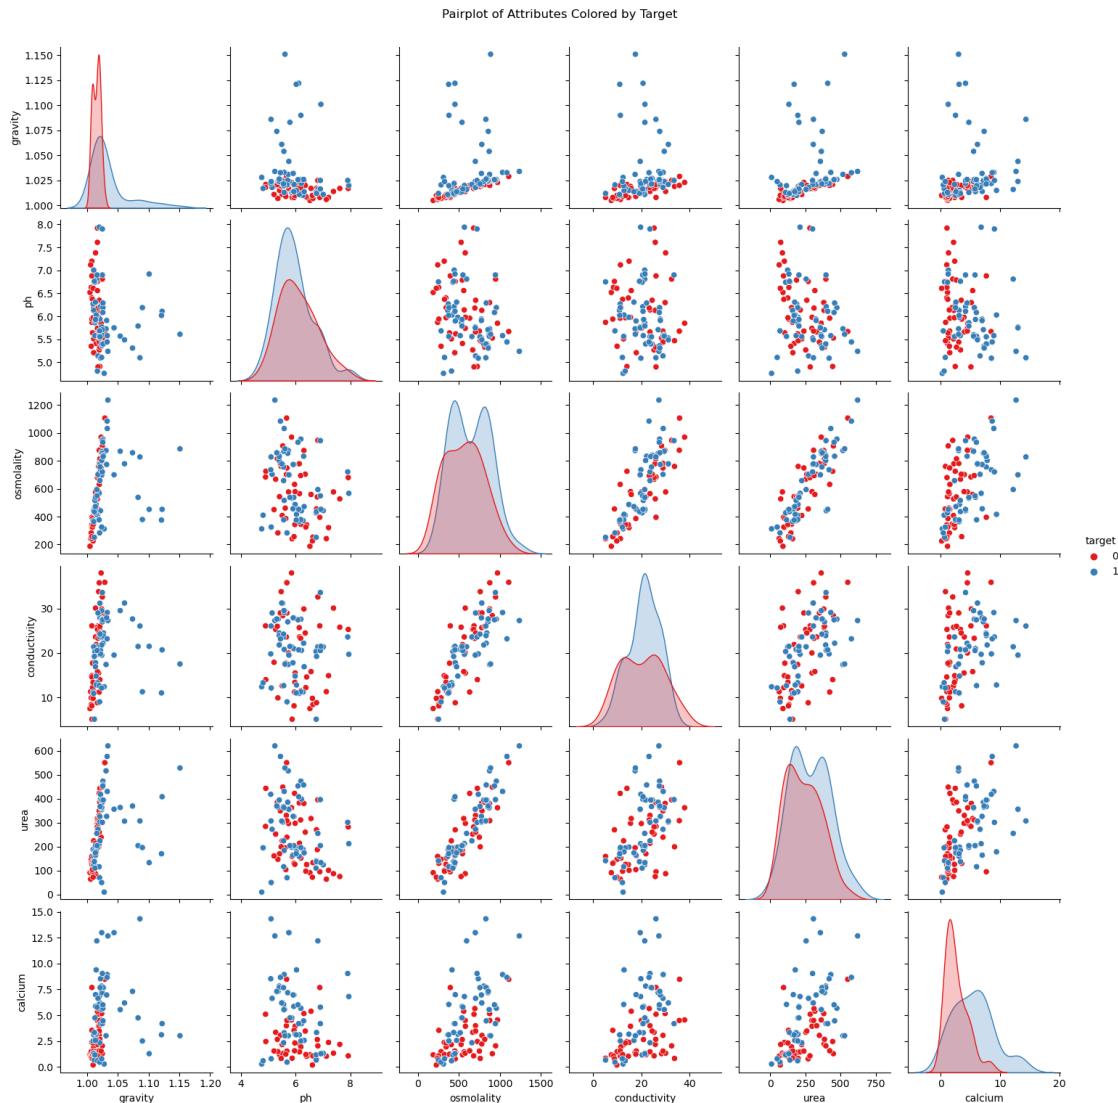 Pairplot of Attributes Colored by Target
1.150
1.125
1.100
1.075
1.050
1.025
1.000
gravity
8.0
7.5
7.0
6.5
6.0
5.5
5.0
ph
1200
1000
800
600
400
200
osmolality
target
0
1
30
20
10
conductivity
600
500
400
300
200
100
0
urea
15.0
12.5
10.0
7.5
5.0
2.5
0.0
calcium
1.00 1.05 1.10 1.15 1.20
gravity
4 6 8
ph
0 500 1000 1500
osmolality
0 20 40
conductivity
0 250 500 750
urea
0 10 20
calcium